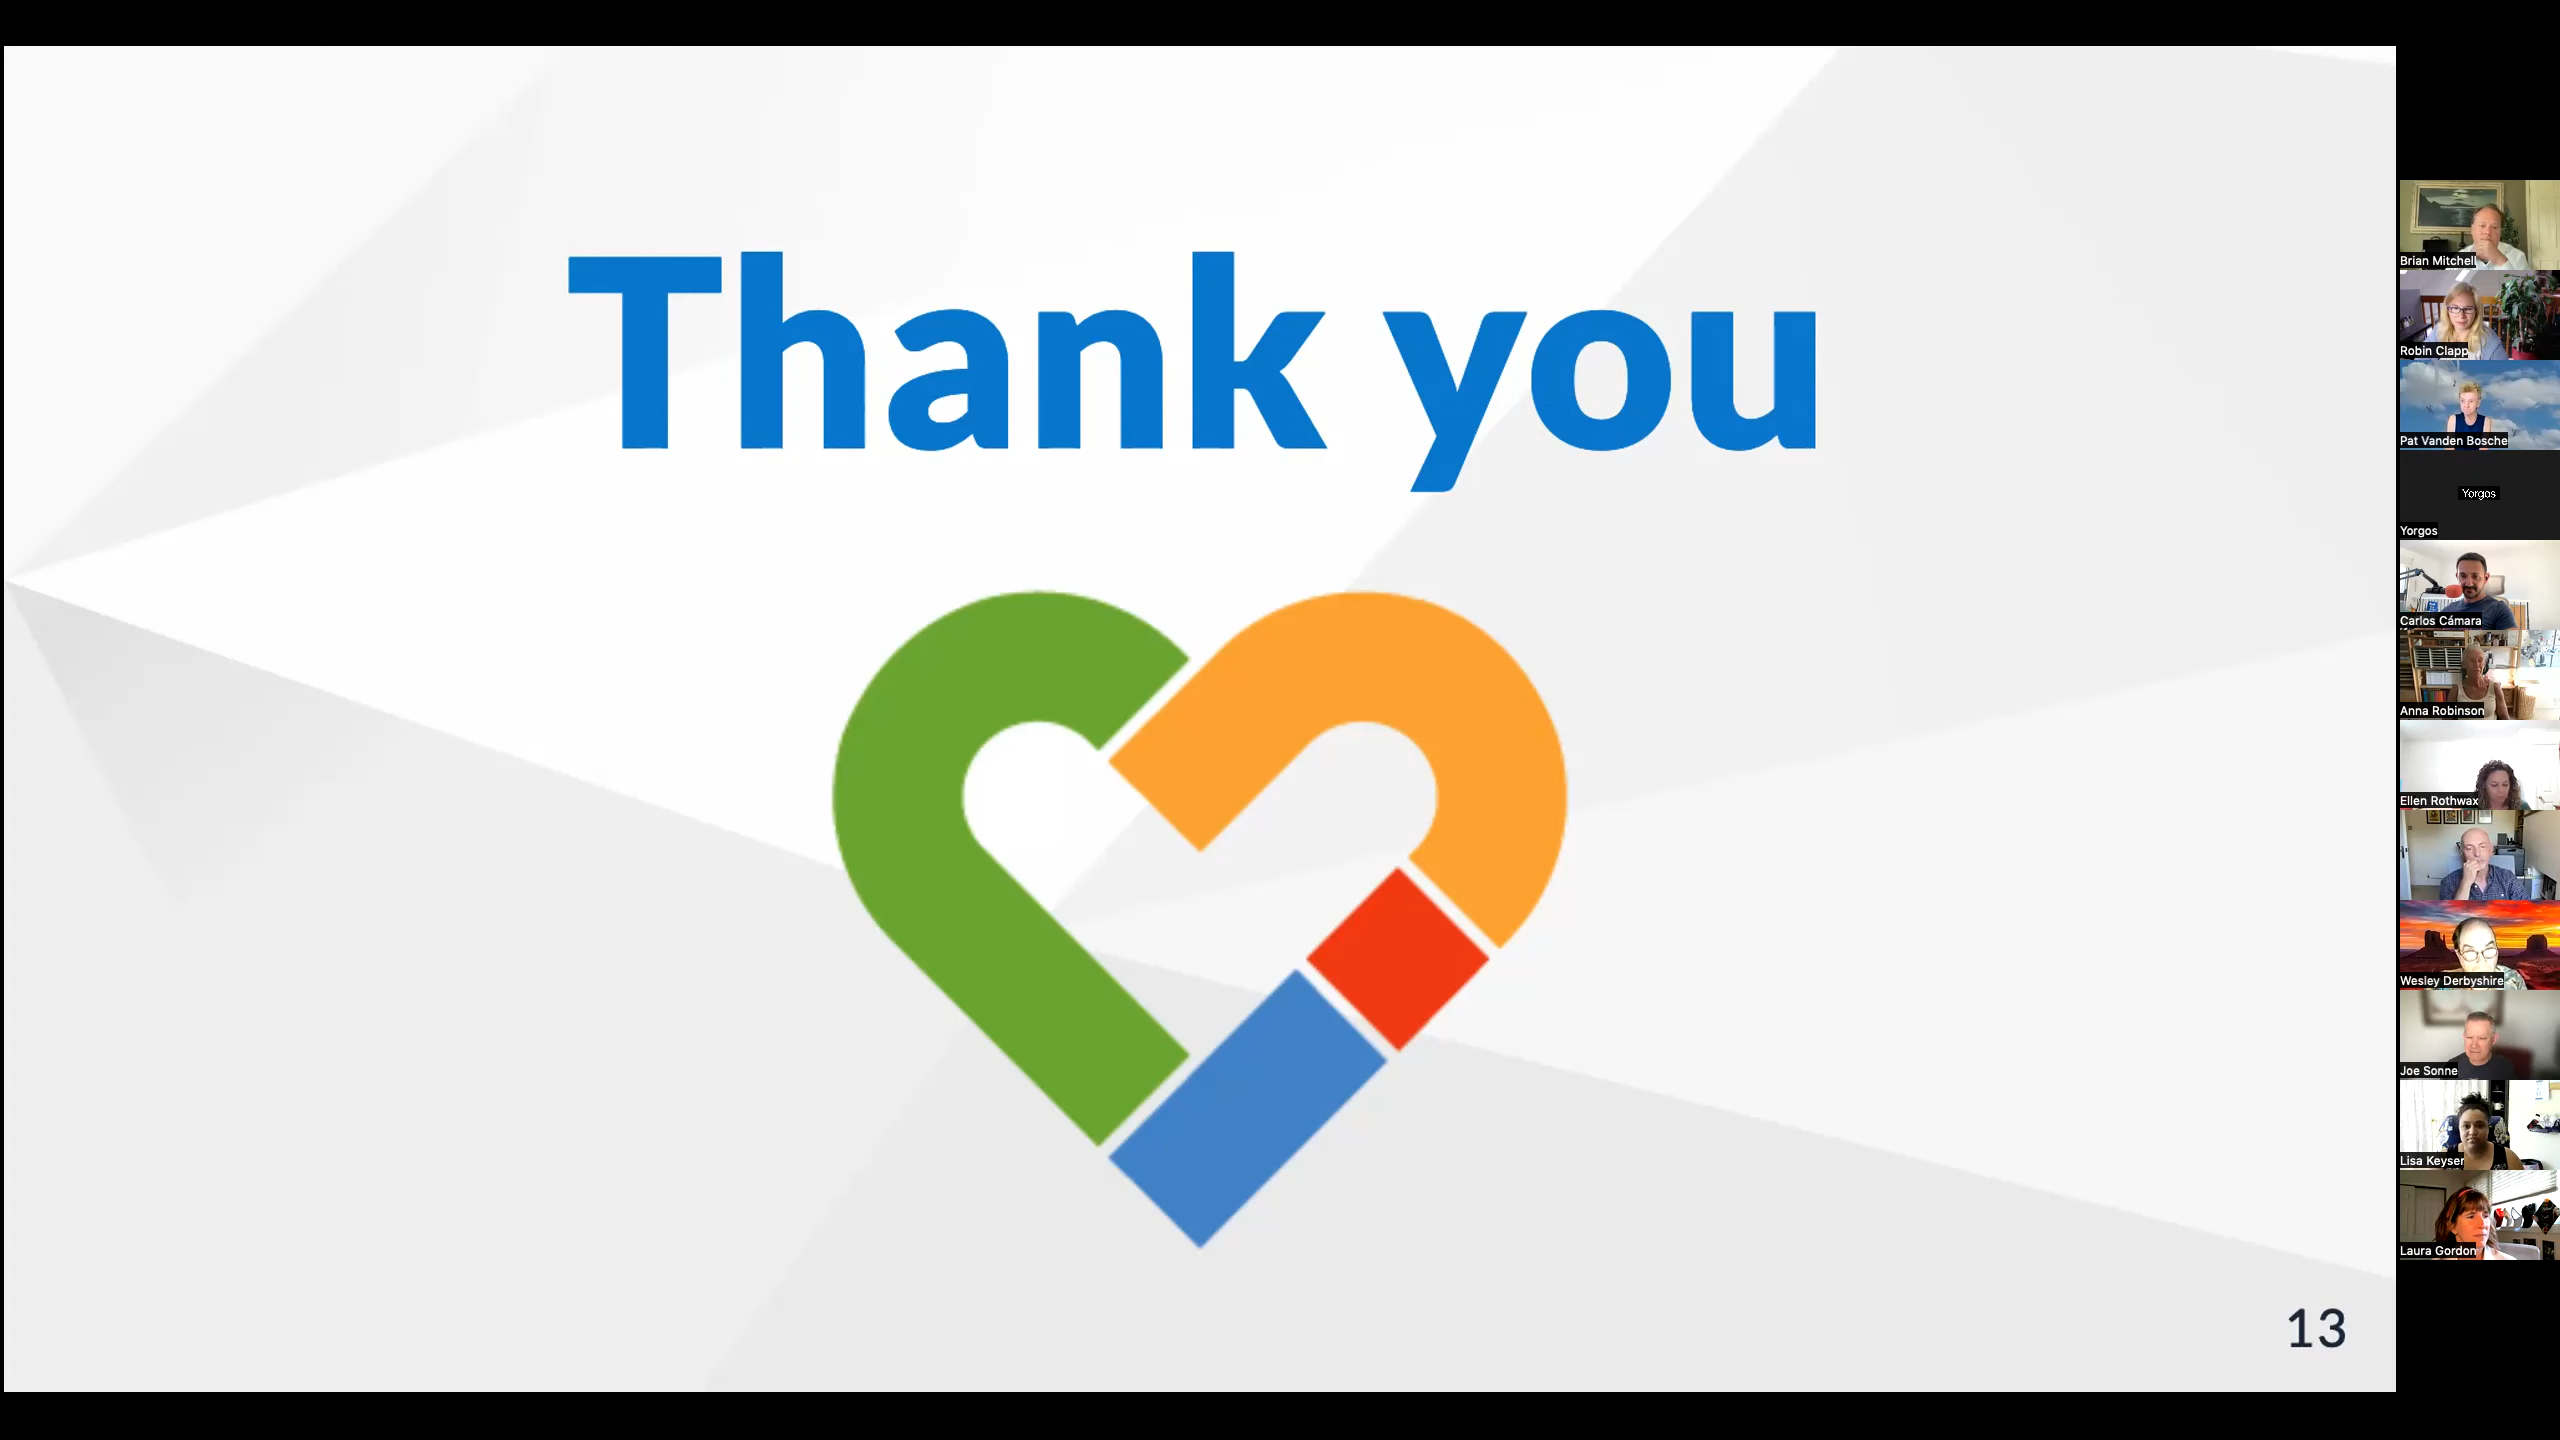 Thank you
13
Brian Mitchell
Robin Clapp
Pat Vanden Bosche
Yorgos
Yorgos
Carlos Cámara
Anna Robinson
Ellen Rothwax
Wesley Derbyshire
Joe Sonne
Lisa Keyser
Laura Gordon